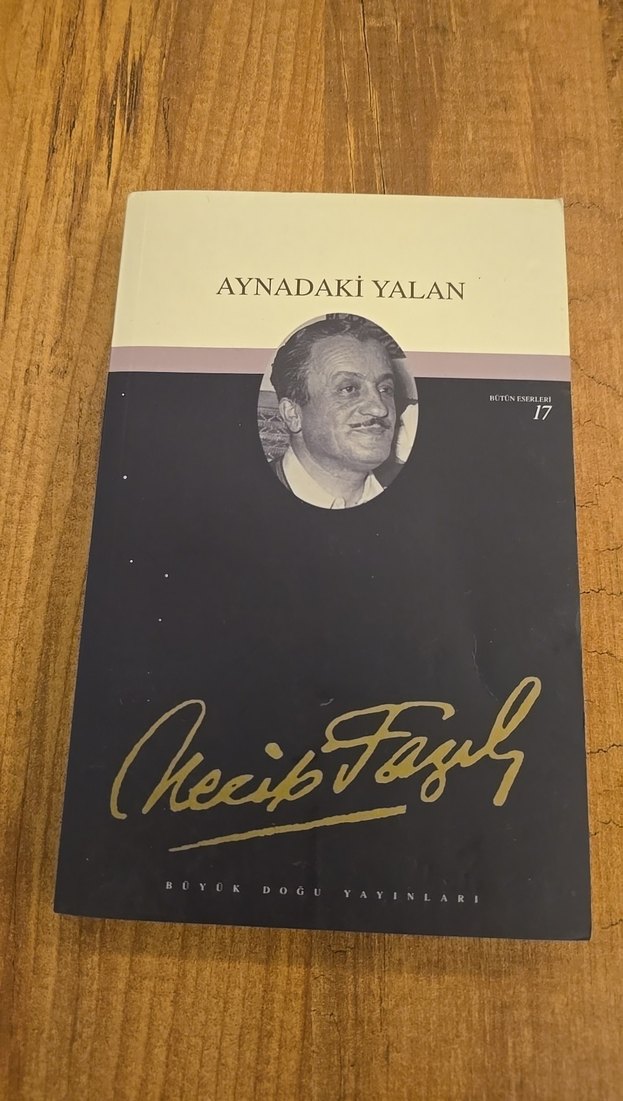 AYNADAKİ YALAN
BÜTÜN ESERLERİ
17
Necip Fazıl
BÜYÜK DOĞU YAYINLARI